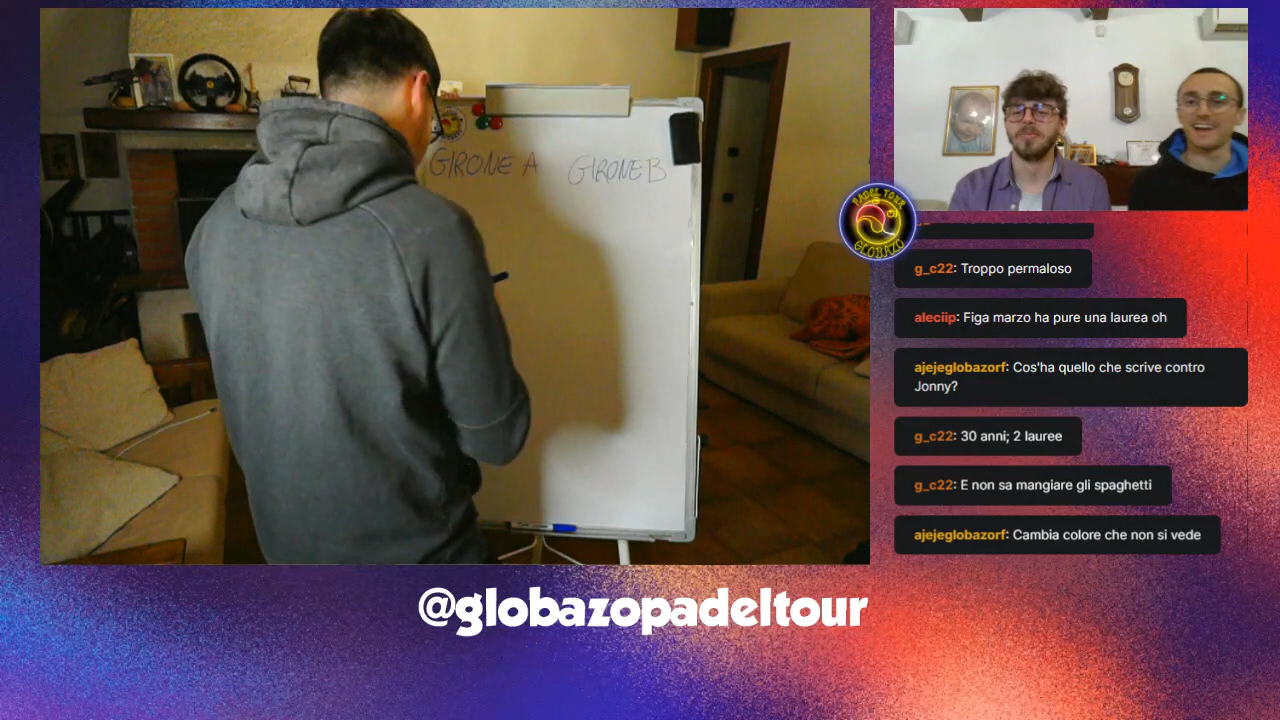 GIRONE A
GIRONE B
PADEL TOUR
GLOBAZO
g_c22: Troppo permaloso
aleciip: Figa marzo ha pure una laurea oh
ajejeglobazorf: Cos'ha quello che scrive contro
Jonny?
g_c22: 30 anni; 2 lauree
g_c22: E non sa mangiare gli spaghetti
ajejeglobazorf: Cambia colore che non si vede
@globazopadeltour